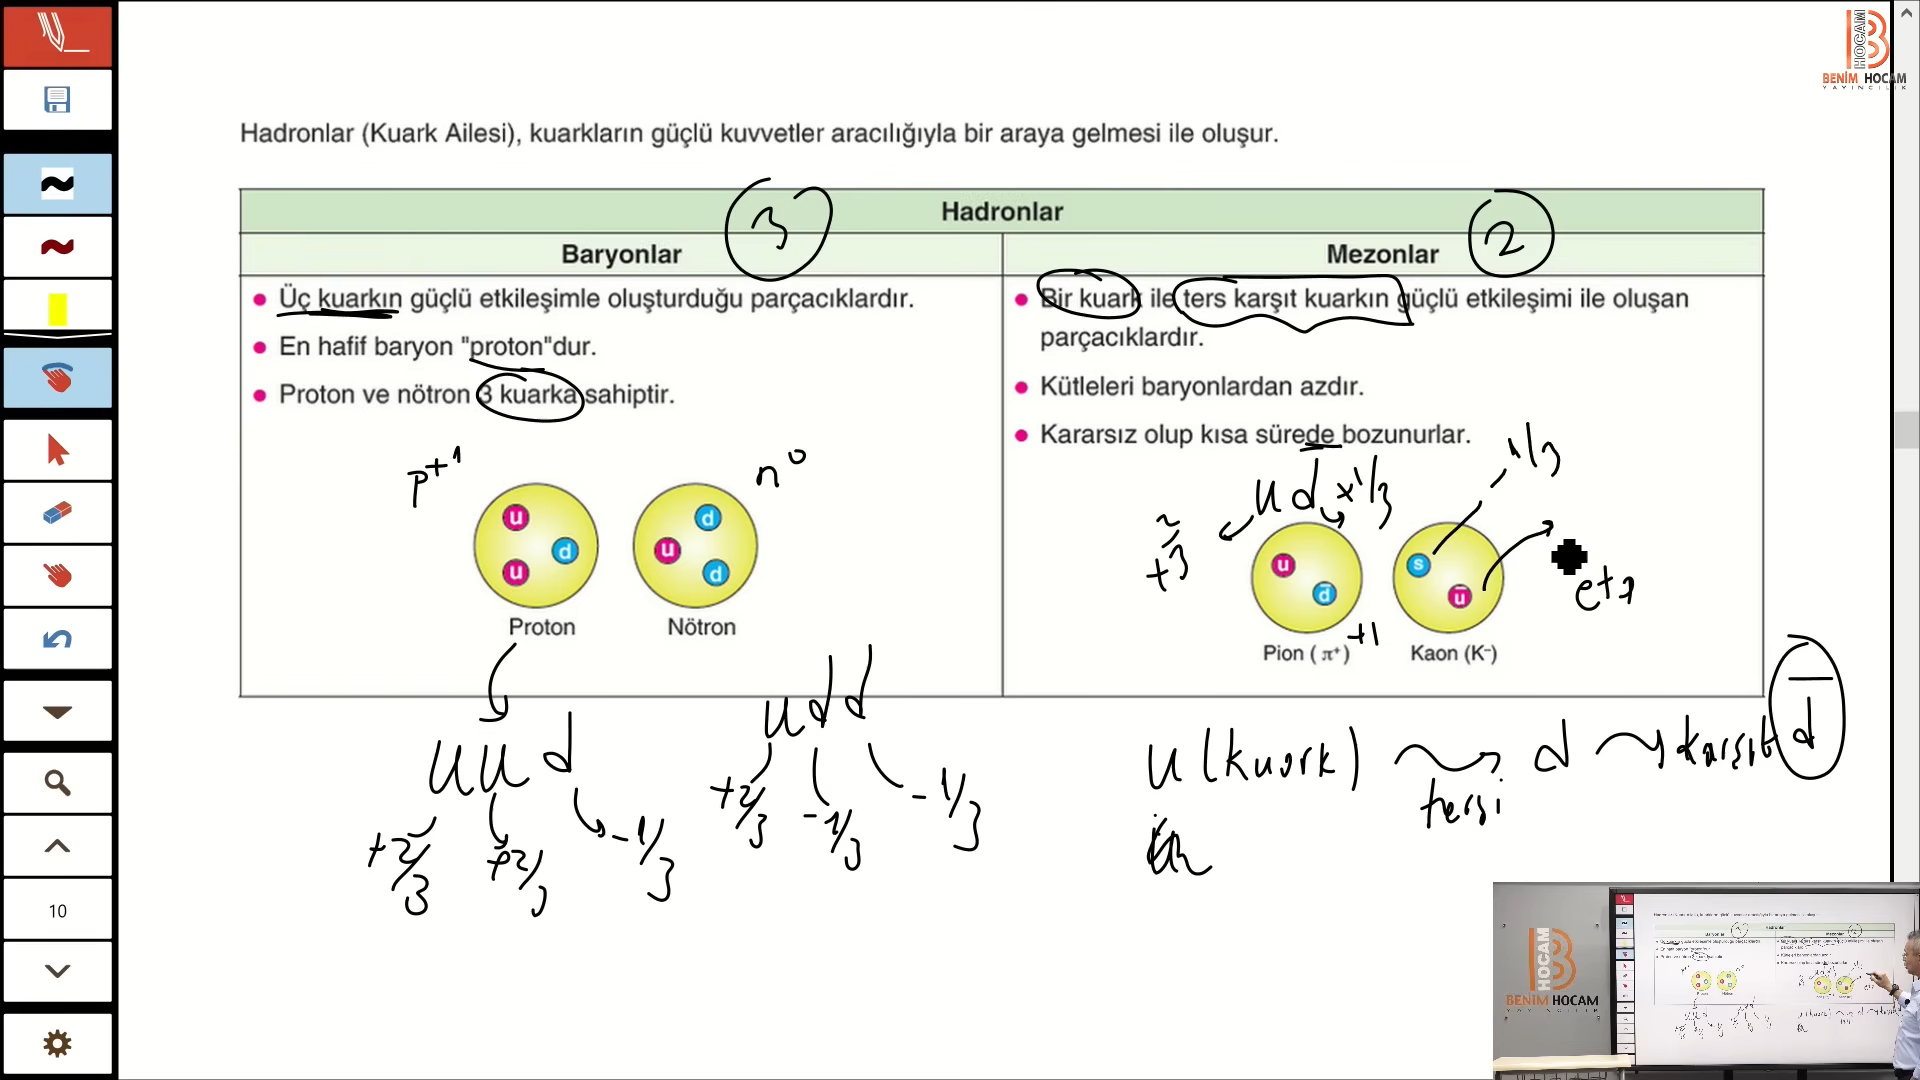 BENİM HOCAM
YAYINCILIK
Hadronlar (Kuark Ailesi), kuarkların güçlü kuvvetler aracılığıyla bir araya gelmesi ile oluşur.
Hadronlar
Baryonlar
3
Mezonlar
2
● Üç kuarkın güçlü etkileşimle oluşturduğu parçacıklardır.
● En hafif baryon "proton"dur.
● Proton ve nötron 3 kuarka sahiptir.
p+1
n0
u
d
u
d
u
d
Proton
Nötron
● Bir kuark ile ters karşıt kuarkın güçlü etkileşimi ile oluşan
parçacıklardır.
● Kütleleri baryonlardan azdır.
● Kararsız olup kısa sürede bozunurlar.
u d
1/3
u
d̅
s
u̅
Pion (π⁺)
+1
Kaon (K⁻)
u u d
+2/3 +2/3 -1/3
u d d
+2/3 -1/3 -1/3
u (kuark) tersi d karşıt d̅
10
BENİM HOCAM
YAYINCILIK